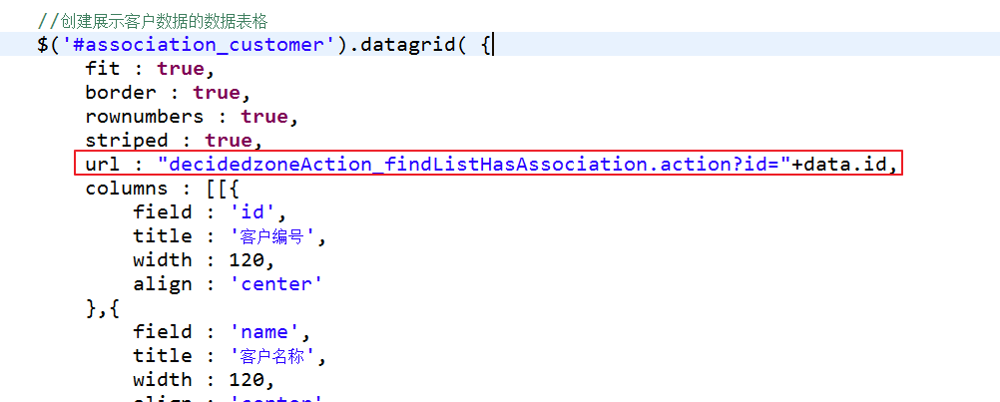 //创建展示客户数据的数据表格
$('#association_customer').datagrid( {
fit : true,
border : true,
rownumbers : true,
striped : true,
url : "decidedzoneAction_findListHasAssociation.action?id="+data.id,
columns : [[{
field : 'id',
title : '客户编号',
width : 120,
align : 'center'
},{
field : 'name',
title : '客户名称',
width : 120,
align : 'center'